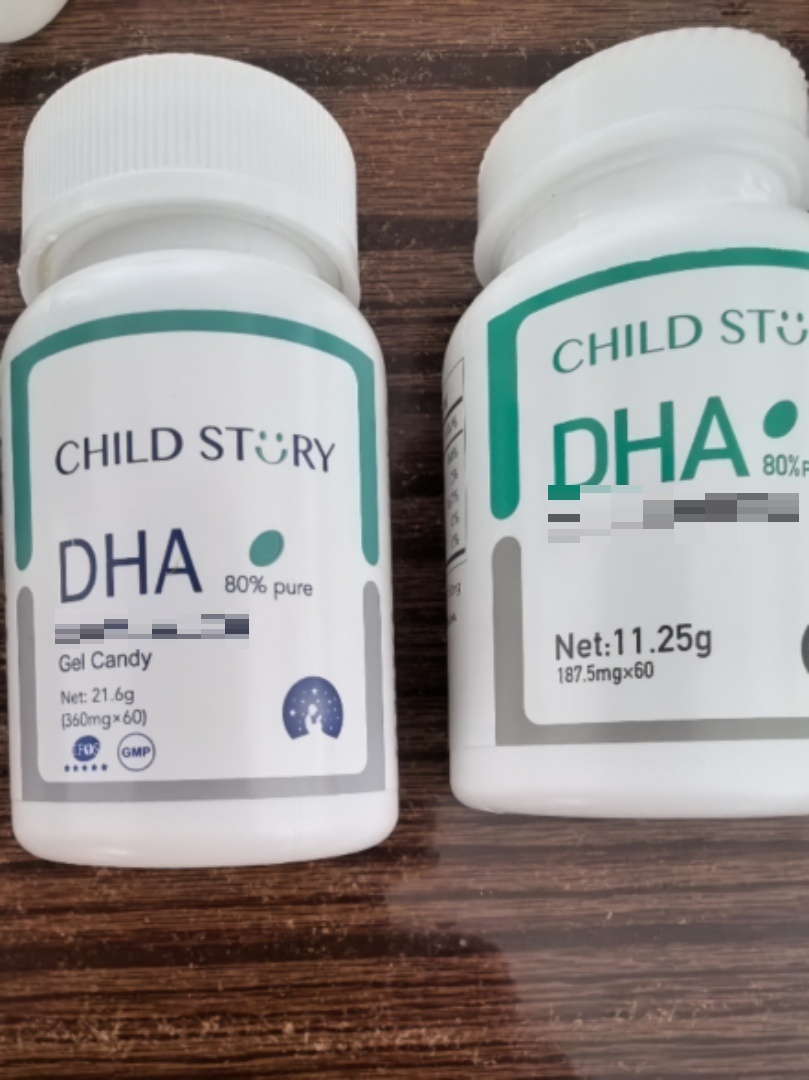 CHILD STORY
DHA
80% pure
Gel Candy
Net: 21.6g
(360mg×60)
IFOS
GMP
CHILD
DHA
80%
Net:11.25g
187.5mg×60